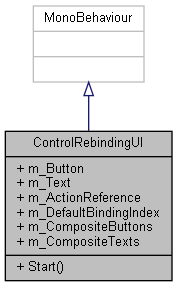 MonoBehaviour
ControlRebindingUI
+ m_Button
+ m_Text
+ m_ActionReference
+ m_DefaultBindingIndex
+ m_CompositeButtons
+ m_CompositeTexts
+ Start()